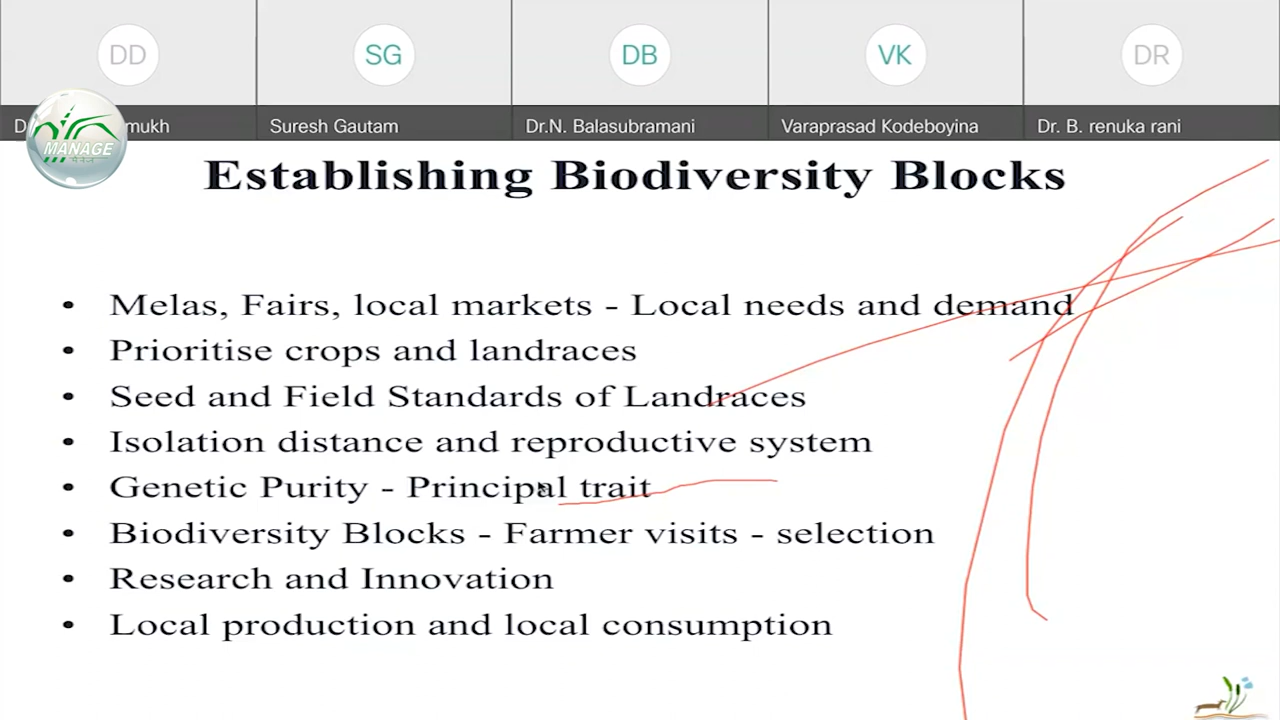 DD
SG
DB
VK
DR
mukh
Suresh Gautam
Dr.N. Balasubramani
Varaprasad Kodeboyina
Dr. B. renuka rani
MANAGE
मैनेज
Establishing Biodiversity Blocks
• Melas, Fairs, local markets - Local needs and demand
• Prioritise crops and landraces
• Seed and Field Standards of Landraces
• Isolation distance and reproductive system
• Genetic Purity - Principal trait
• Biodiversity Blocks - Farmer visits - selection
• Research and Innovation
• Local production and local consumption